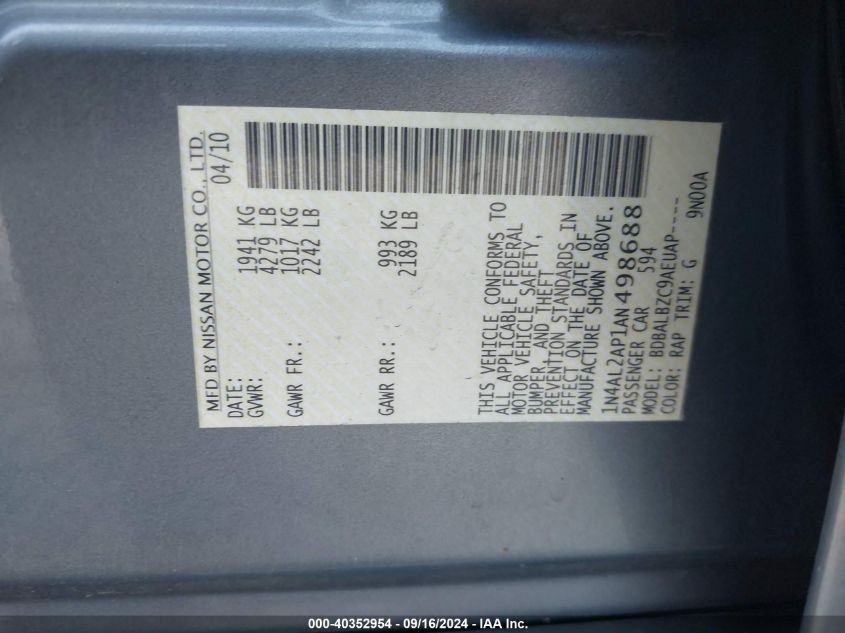 MFD BY NISSAN MOTOR CO., LTD.
DATE: 04/10
GVWR: 1941 KG
4279 LB
GAWR FR.: 1017 KG
2242 LB
GAWR RR.: 993 KG
2189 LB
THIS VEHICLE CONFORMS TO
ALL APPLICABLE FEDERAL
MOTOR VEHICLE SAFETY,
BUMPER, AND THEFT
PREVENTION STANDARDS IN
EFFECT ON THE DATE OF
MANUFACTURE SHOWN ABOVE.
1N4AL2AP1AN498688
PASSENGER CAR 594
MODEL: BDBALBZC9AEUAP----
COLOR: RAP TRIM: G 9N00A
000-40352954 - 09/16/2024 - IAA Inc.